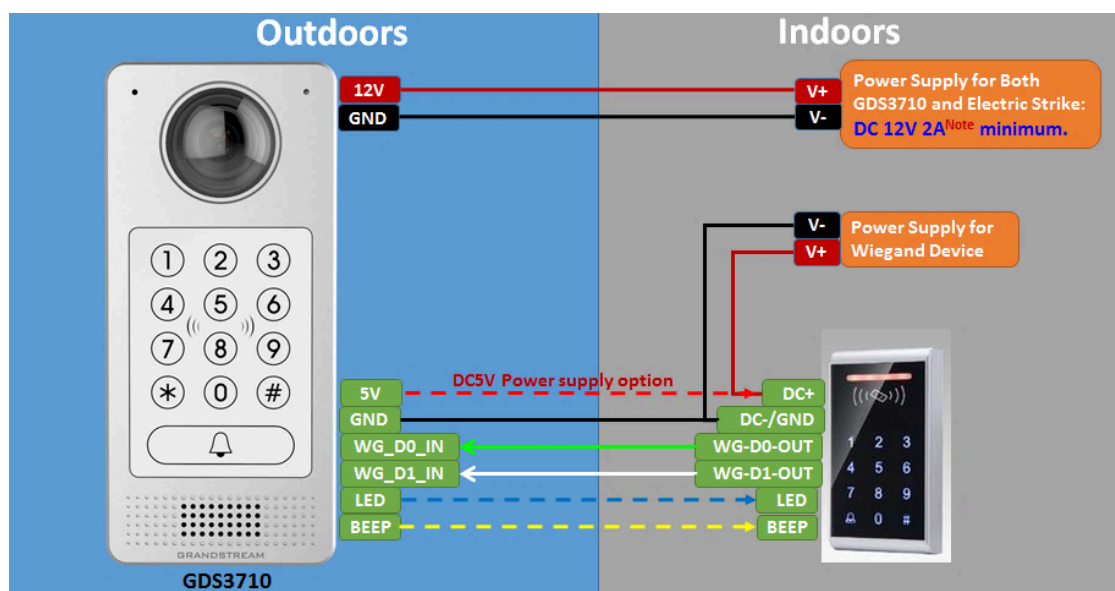 Outdoors
Indoors
12V
GND
V+
V-
Power Supply for Both
GDS3710 and Electric Strike:
DC 12V 2A Note minimum.
V-
V+
Power Supply for
Wiegand Device
1 2 3
4 5 6
7 8 9
* 0 #
DC5V Power supply option
5V
GND
WG_D0_IN
WG_D1_IN
LED
BEEP
DC+
DC-/GND
WG-D0-OUT
WG-D1-OUT
LED
BEEP
1 2 3
4 5 6
7 8 9
0 #
GRANDSTREAM
GDS3710